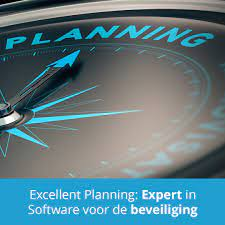 PLANNING
Excellent Planning: Expert in
Software voor de beveiliging